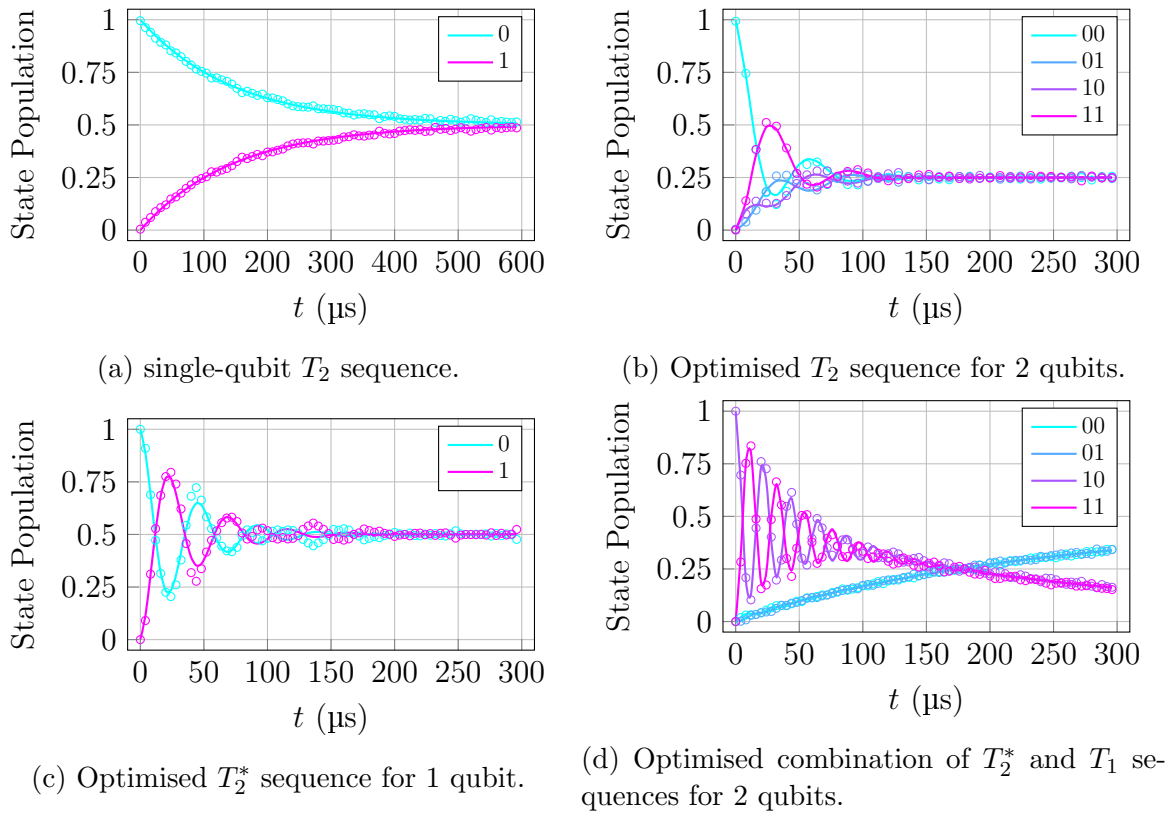 State Population
1
0.75
0.5
0.25
0
0 100 200 300 400 500 600
t (µs)
0
1
(a) single-qubit T₂ sequence.
State Population
1
0.75
0.5
0.25
0
0 50 100 150 200 250 300
t (µs)
00
01
10
11
(b) Optimised T₂ sequence for 2 qubits.
State Population
1
0.75
0.5
0.25
0
0 50 100 150 200 250 300
t (µs)
0
1
(c) Optimised T₂* sequence for 1 qubit.
State Population
1
0.75
0.5
0.25
0
0 50 100 150 200 250 300
t (µs)
00
01
10
11
(d) Optimised combination of T₂* and T₁ se-
quences for 2 qubits.